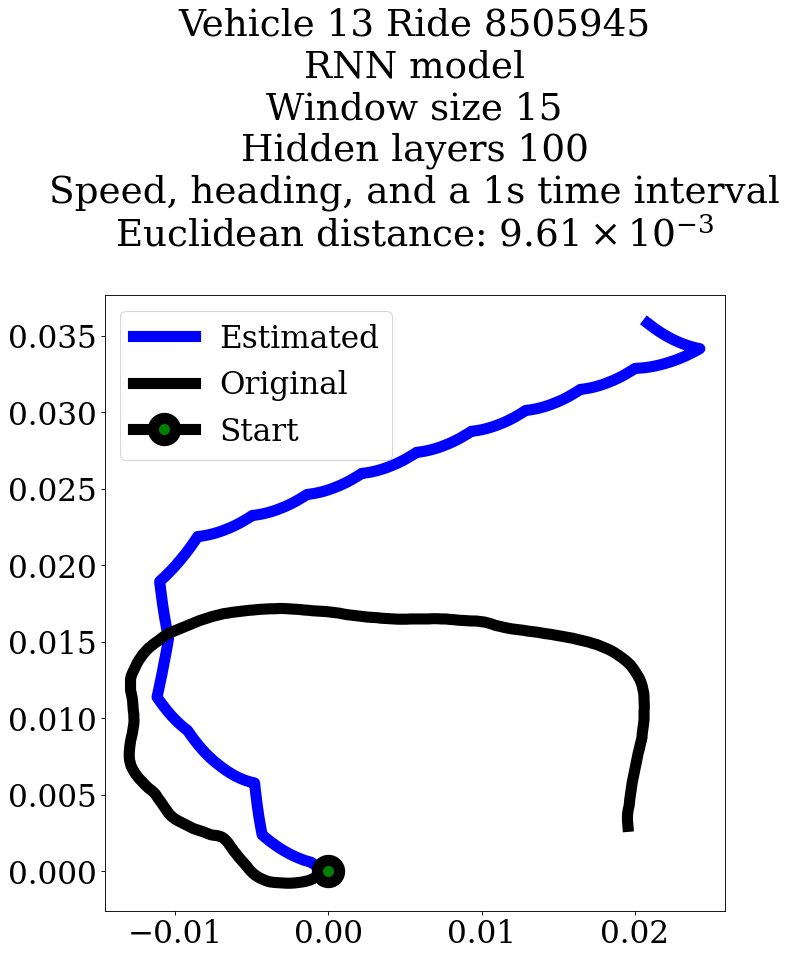 Vehicle 13 Ride 8505945
RNN model
Window size 15
Hidden layers 100
Speed, heading, and a 1s time interval
Euclidean distance: 9.61 × 10⁻³
Estimated
Original
Start
0.035
0.030
0.025
0.020
0.015
0.010
0.005
0.000
−0.01
0.00
0.01
0.02